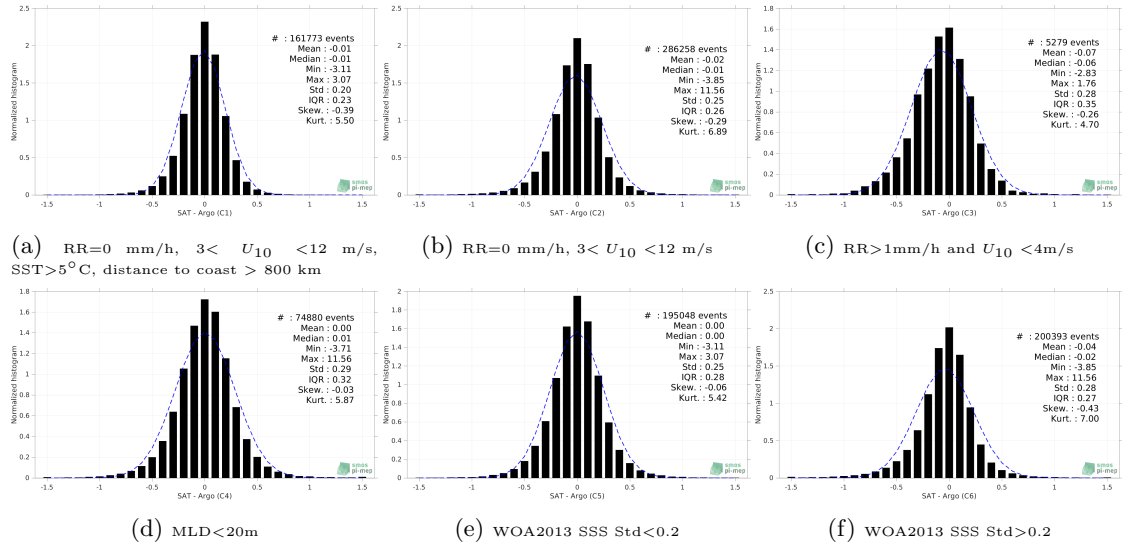 Normalized histogram
2.5
2
1.5
1
0.5
0
-1.5 -1 -0.5 0 0.5 1 1.5
SAT - Argo (C1)
# : 161773 events
Mean : -0.01
Median : -0.01
Min : -3.11
Max : 3.07
Std : 0.20
IQR : 0.23
Skew. : -0.39
Kurt. : 5.50
smos
pi-mep
(a) RR=0 mm/h, 3< U10 <12 m/s,
SST>5°C, distance to coast > 800 km
Normalized histogram
2.5
2
1.5
1
0.5
0
-1.5 -1 -0.5 0 0.5 1 1.5
SAT - Argo (C2)
# : 286258 events
Mean : -0.02
Median : -0.01
Min : -3.85
Max : 11.56
Std : 0.25
IQR : 0.26
Skew. : -0.29
Kurt. : 6.89
smos
pi-mep
(b) RR=0 mm/h, 3< U10 <12 m/s
Normalized histogram
1.8
1.6
1.4
1.2
1
0.8
0.6
0.4
0.2
0
-1.5 -1 -0.5 0 0.5 1 1.5
SAT - Argo (C3)
# : 5279 events
Mean : -0.07
Median : -0.06
Min : -2.83
Max : 1.76
Std : 0.28
IQR : 0.35
Skew. : -0.26
Kurt. : 4.70
smos
pi-mep
(c) RR>1mm/h and U10 <4m/s
Normalized histogram
1.8
1.6
1.4
1.2
1
0.8
0.6
0.4
0.2
0
-1.5 -1 -0.5 0 0.5 1 1.5
SAT - Argo (C4)
# : 74880 events
Mean : 0.00
Median : 0.01
Min : -3.71
Max : 11.56
Std : 0.29
IQR : 0.32
Skew. : -0.03
Kurt. : 5.87
smos
pi-mep
(d) MLD<20m
Normalized histogram
2
1.8
1.6
1.4
1.2
1
0.8
0.6
0.4
0.2
0
-1.5 -1 -0.5 0 0.5 1 1.5
SAT - Argo (C5)
# : 195048 events
Mean : 0.00
Median : 0.00
Min : -3.11
Max : 3.07
Std : 0.25
IQR : 0.28
Skew. : -0.06
Kurt. : 5.42
smos
pi-mep
(e) WOA2013 SSS Std<0.2
Normalized histogram
2.5
2
1.5
1
0.5
0
-1.5 -1 -0.5 0 0.5 1 1.5
SAT - Argo (C6)
# : 200393 events
Mean : -0.04
Median : -0.02
Min : -3.85
Max : 11.56
Std : 0.28
IQR : 0.27
Skew. : -0.43
Kurt. : 7.00
smos
pi-mep
(f) WOA2013 SSS Std>0.2